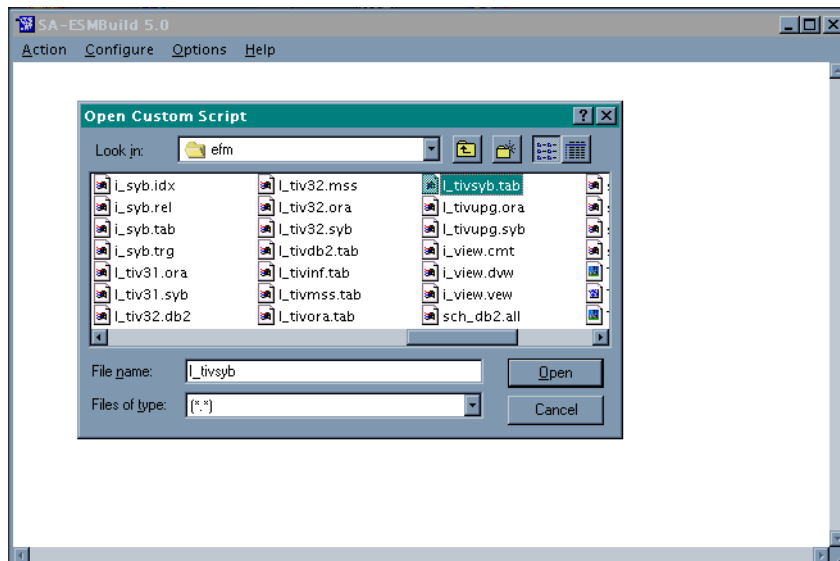 SA-ESMBuild 5.0
Action Configure Options Help
Open Custom Script
Look in: efm
i_syb.idx l_tiv32.mss l_tivsyb.tab
i_syb.rel l_tiv32.ora l_tivupg.ora
i_syb.tab l_tiv32.syb l_tivupg.syb
i_syb.trg l_tivdb2.tab i_view.cmt
l_tiv31.ora l_tivinf.tab i_view.dvw
l_tiv31.syb l_tivmss.tab i_view.vew
l_tiv32.db2 l_tivora.tab sch_db2.all
File name: l_tivsyb Open
Files of type: (*.*) Cancel